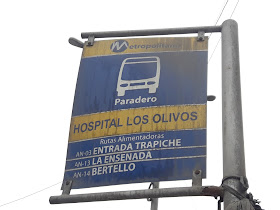 Metropolitano
Paradero
HOSPITAL LOS OLIVOS
Rutas Alimentadoras
AN-03 ENTRADA TRAPICHE
AN-13 LA ENSENADA
AN-14 BERTELLO